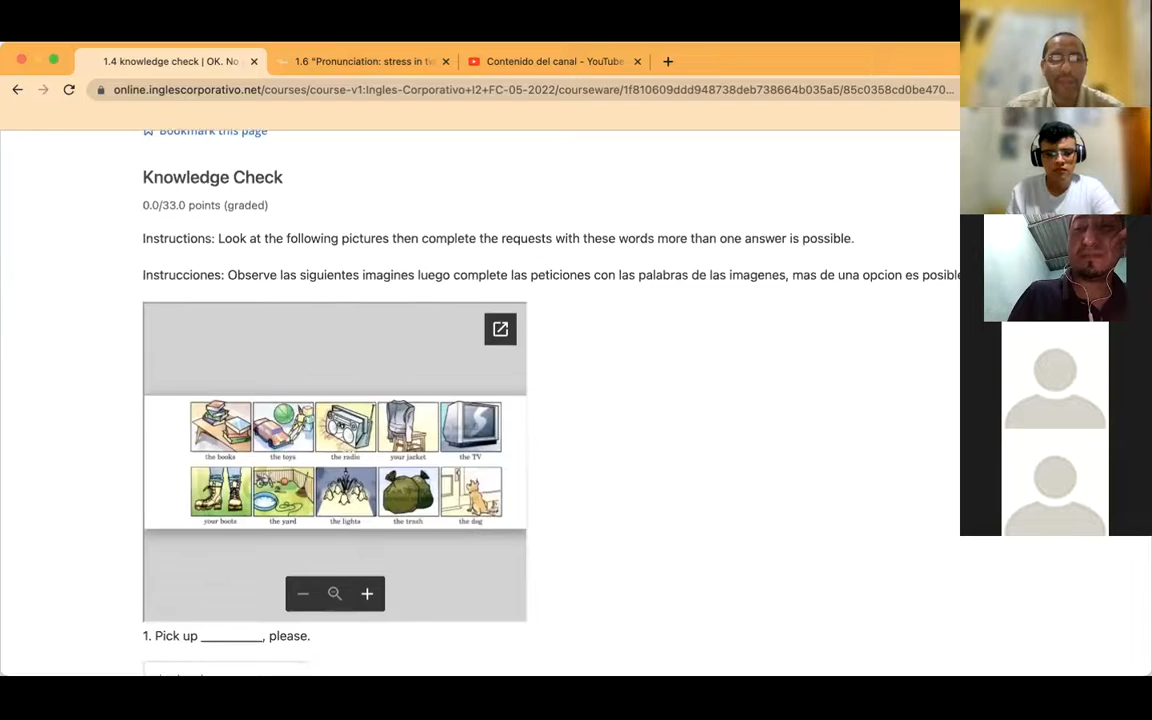 1.4 knowledge check | OK. No
1.6 "Pronunciation: stress in tw
Contenido del canal - YouTube
online.inglescorporativo.net/courses/course-v1:Ingles-Corporativo+I2+FC-05-2022/courseware/1f810609ddd948738deb738664b035a5/85c0358cd0be470...
Bookmark this page
Knowledge Check
0.0/33.0 points (graded)
Instructions: Look at the following pictures then complete the requests with these words more than one answer is possible.
Instrucciones: Observe las siguientes imagines luego complete las peticiones con las palabras de las imagenes, mas de una opcion es posible
the books the toys the radio your jacket the TV
your boots the yard the lights the trash the dog
1. Pick up __________, please.